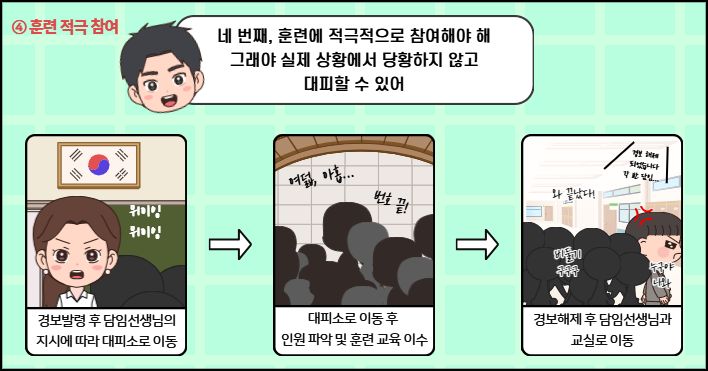 ④ 훈련 적극 참여
네 번째, 훈련에 적극적으로 참여해야 해
그래야 실제 상황에서 당황하지 않고
대피할 수 있어
위이잉
위이잉
경보발령 후 담임선생님의
지시에 따라 대피소로 이동
여덟, 아홉...
번호 끝!
대피소로 이동 후
인원 파악 및 훈련 교육 이수
경보 해제
되었습니다
각 반 담임...
와 끝났다!
비둘기
구구구
누구야
나와
경보해제 후 담임선생님과
교실로 이동